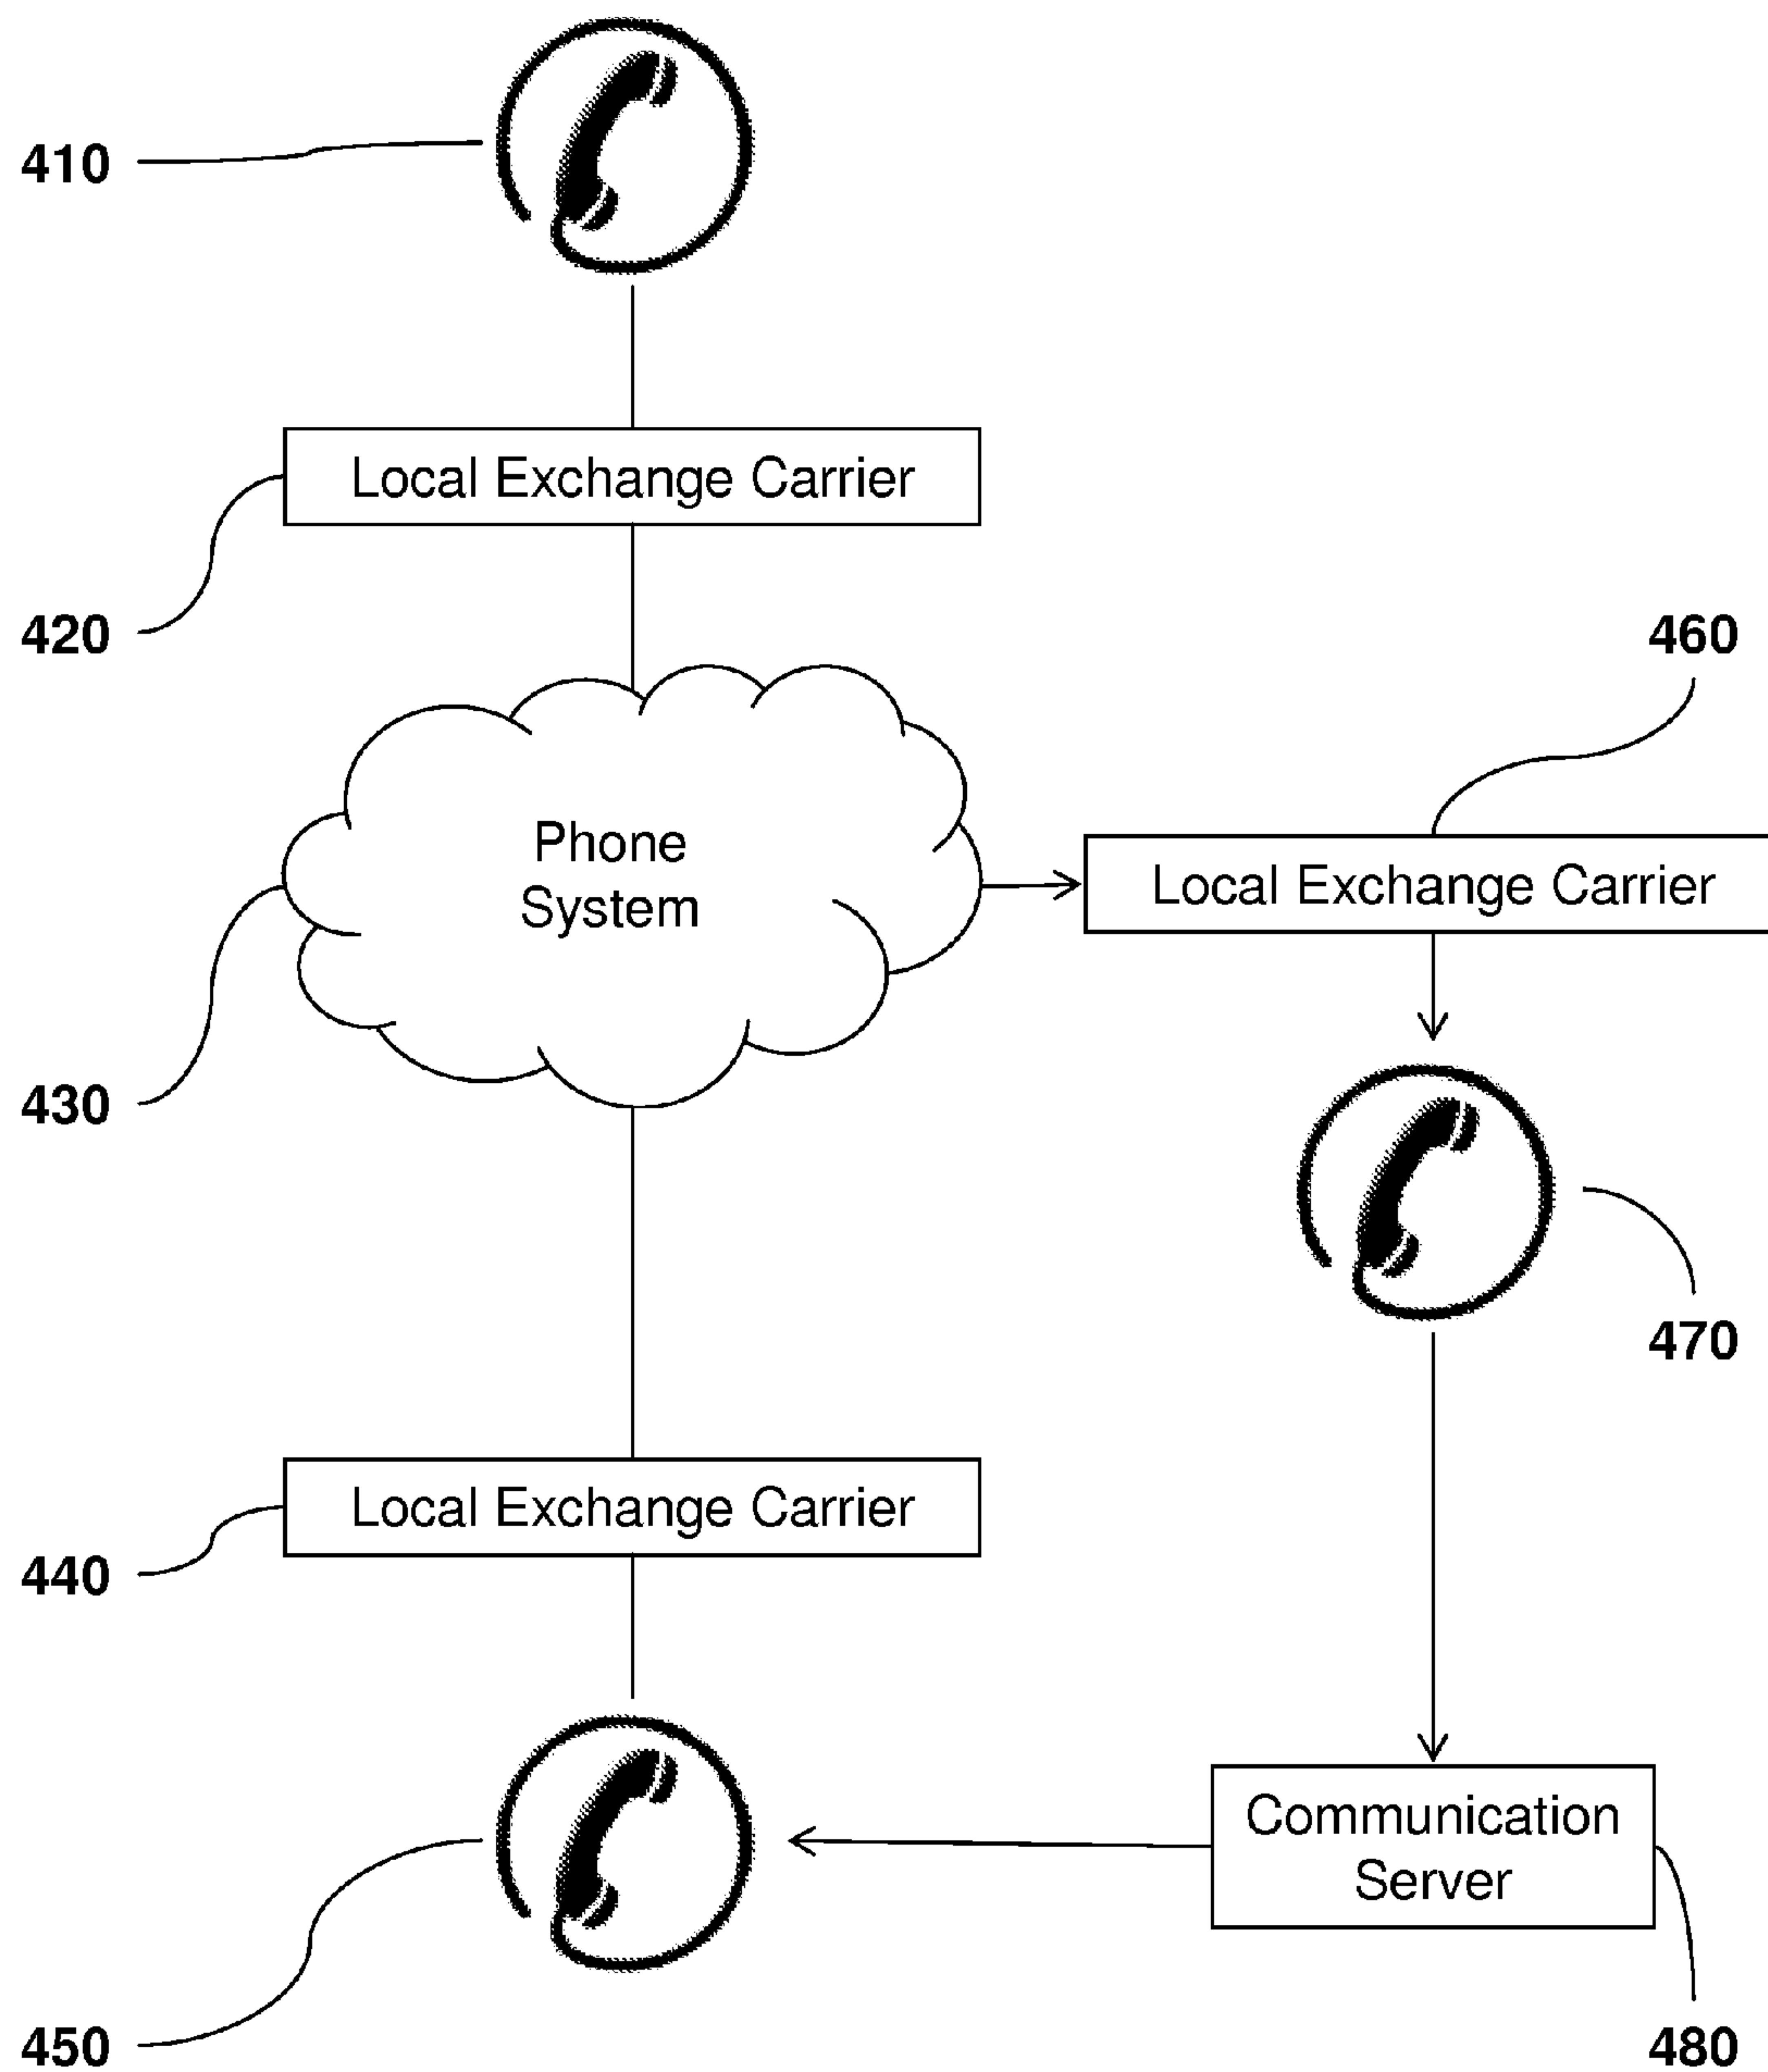 410
Local Exchange Carrier
420
460
Phone
System
Local Exchange Carrier
430
470
Local Exchange Carrier
440
Communication
Server
450
480